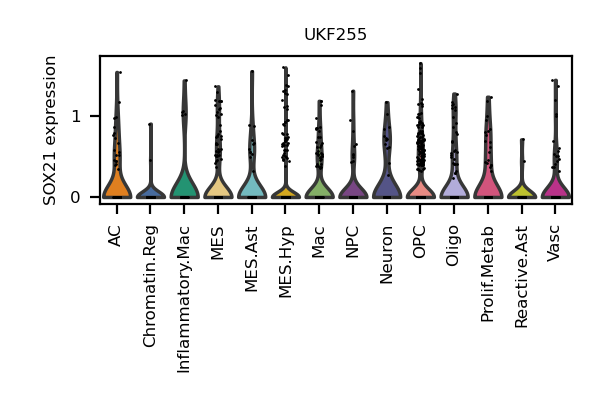 UKF255
SOX21 expression
1
0
AC
Chromatin.Reg
Inflammatory.Mac
MES
MES.Ast
MES.Hyp
Mac
NPC
Neuron
OPC
Oligo
Prolif.Metab
Reactive.Ast
Vasc